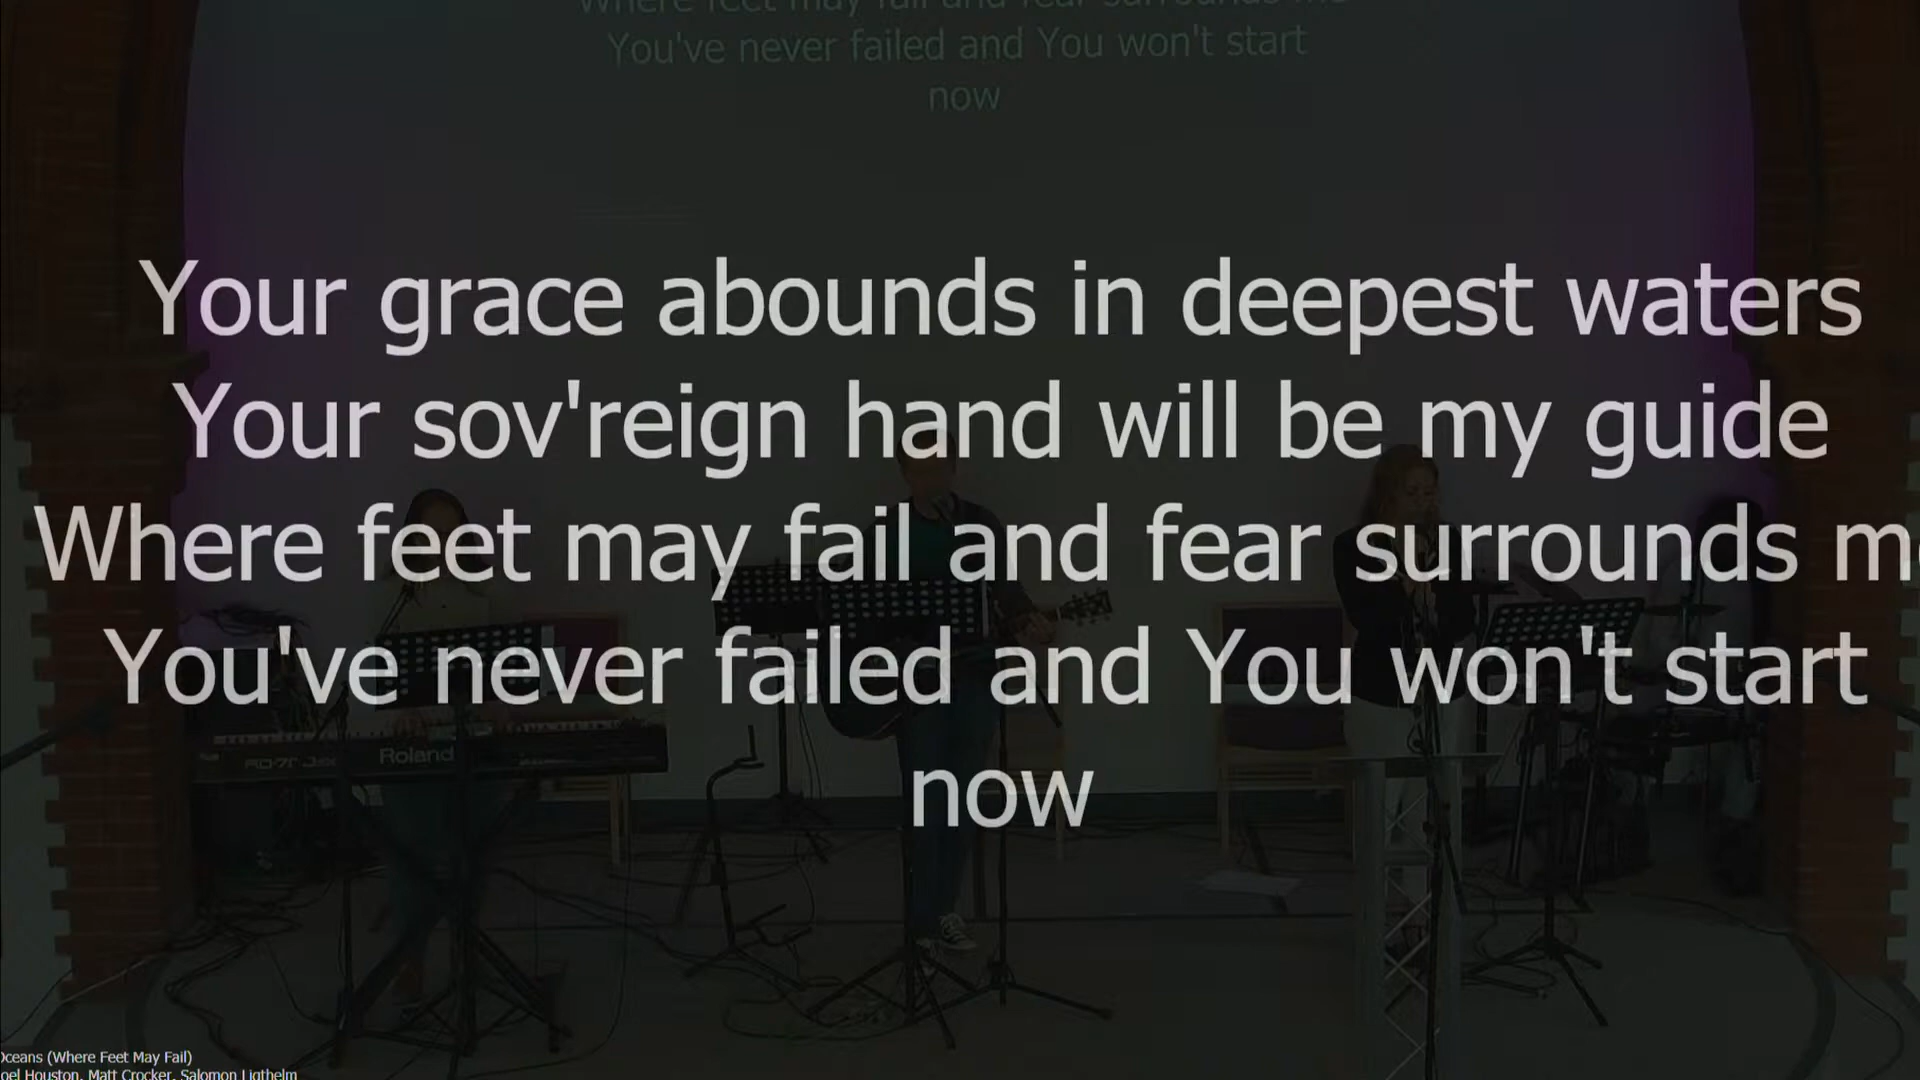 Where feet may fail and fear surrounds me
You've never failed and You won't start
now
Your grace abounds in deepest waters
Your sov'reign hand will be my guide
Where feet may fail and fear surrounds m
You've never failed and You won't start
now
Roland
ceans (Where Feet May Fail)
oel Houston, Matt Crocker, Salomon Ligthelm